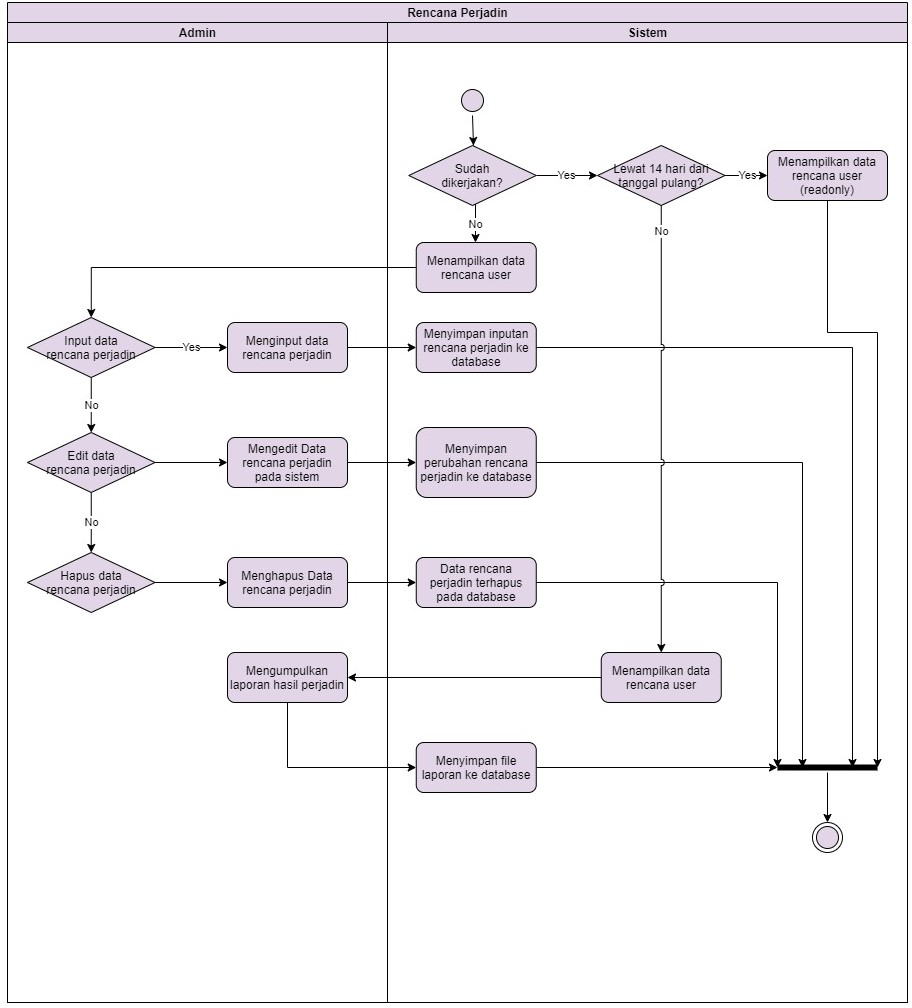 Rencana Perjadin
Admin
Sistem
Sudah
dikerjakan?
Yes
Lewat 14 hari dari
tanggal pulang?
Yes
Menampilkan data
rencana user
(readonly)
No
No
Menampilkan data
rencana user
Input data
rencana perjadin
Yes
Menginput data
rencana perjadin
Menyimpan inputan
rencana perjadin ke
database
No
Edit data
rencana perjadin
Mengedit Data
rencana perjadin
pada sistem
Menyimpan
perubahan rencana
perjadin ke database
No
Hapus data
rencana perjadin
Menghapus Data
rencana perjadin
Data rencana
perjadin terhapus
pada database
Mengumpulkan
laporan hasil perjadin
Menampilkan data
rencana user
Menyimpan file
laporan ke database